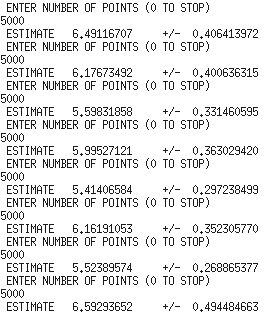 ENTER NUMBER OF POINTS (0 TO STOP)
5000
ESTIMATE 6.49116707 +/- 0.406413972
ENTER NUMBER OF POINTS (0 TO STOP)
5000
ESTIMATE 6.17673492 +/- 0.400636315
ENTER NUMBER OF POINTS (0 TO STOP)
5000
ESTIMATE 5.59831858 +/- 0.331460595
ENTER NUMBER OF POINTS (0 TO STOP)
5000
ESTIMATE 5.99527121 +/- 0.363029420
ENTER NUMBER OF POINTS (0 TO STOP)
5000
ESTIMATE 5.41406584 +/- 0.297238499
ENTER NUMBER OF POINTS (0 TO STOP)
5000
ESTIMATE 6.16191053 +/- 0.352305770
ENTER NUMBER OF POINTS (0 TO STOP)
5000
ESTIMATE 5.52389574 +/- 0.268865377
ENTER NUMBER OF POINTS (0 TO STOP)
5000
ESTIMATE 6.59293652 +/- 0.494484663